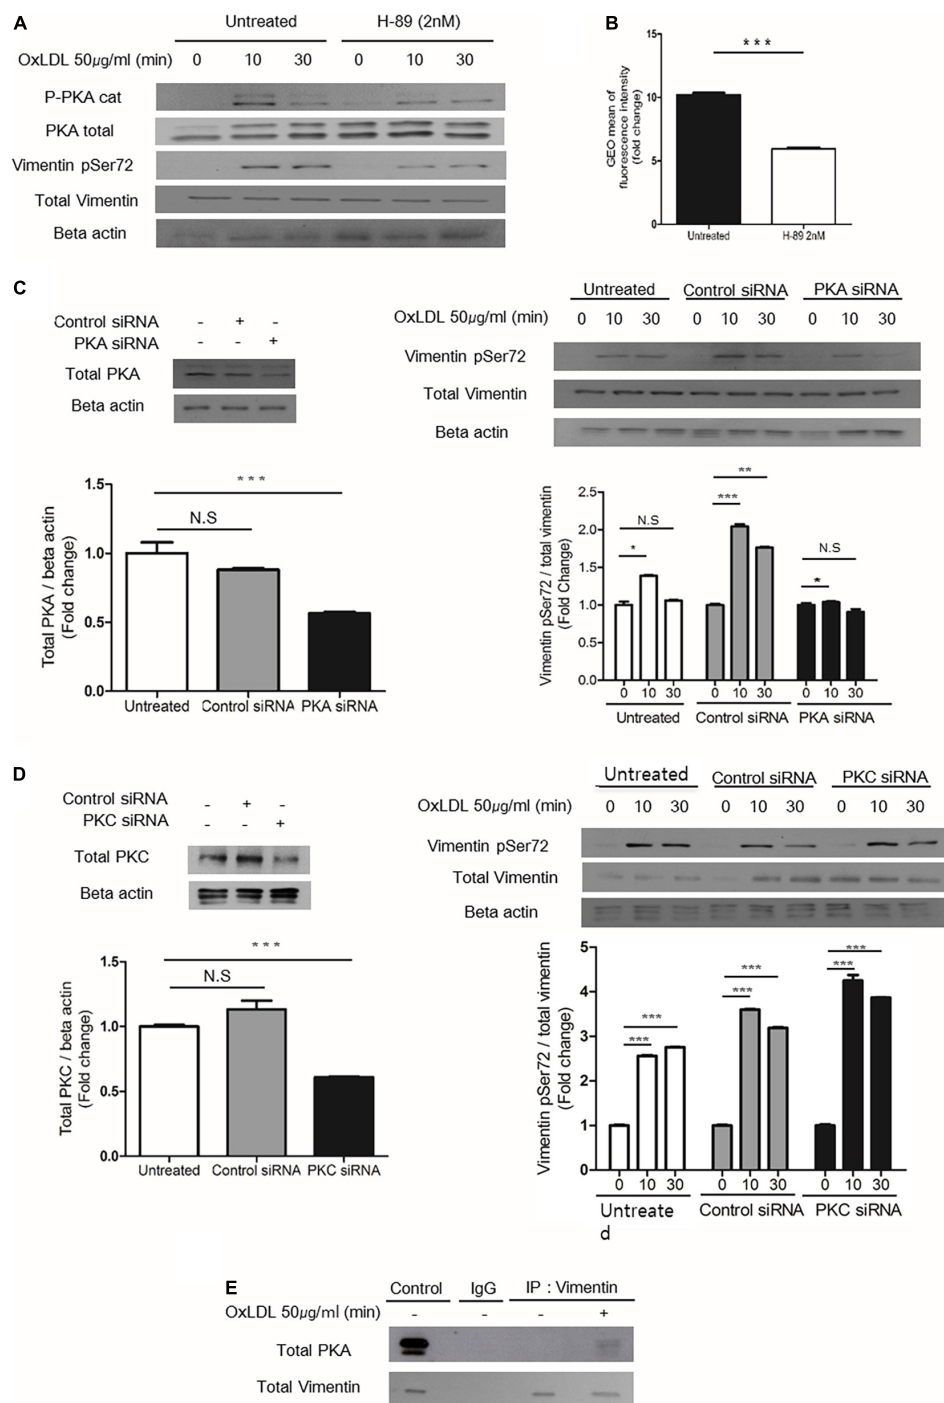 A
Untreated H-89 (2nM)
OxLDL 50µg/ml (min) 0 10 30 0 10 30
P-PKA cat
PKA total
Vimentin pSer72
Total Vimentin
Beta actin
B
GEO mean of
fluorescence intensity
(fold change)
15
10
5
0
***
Untreated H-89 2nM
C
Control siRNA - + -
PKA siRNA - - +
Total PKA
Beta actin
Total PKA / beta actin
(Fold change)
1.5
1.0
0.5
0.0
***
N.S
Untreated Control siRNA PKA siRNA
Untreated Control siRNA PKA siRNA
OxLDL 50µg/ml (min) 0 10 30 0 10 30 0 10 30
Vimentin pSer72
Total Vimentin
Beta actin
Vimentin pSer72 / total vimentin
(Fold Change)
2.5
2.0
1.5
1.0
0.5
0.0
N.S
*
**
***
N.S
*
0 10 30 0 10 30 0 10 30
Untreated Control siRNA PKA siRNA
D
Control siRNA - + -
PKC siRNA - - +
Total PKC
Beta actin
Total PKC / beta actin
(Fold change)
1.5
1.0
0.5
0.0
***
N.S
Untreated Control siRNA PKC siRNA
Untreated Control siRNA PKC siRNA
OxLDL 50µg/ml (min) 0 10 30 0 10 30 0 10 30
Vimentin pSer72
Total Vimentin
Beta actin
Vimentin pSer72 / total vimentin
(Fold change)
5
4
3
2
1
0
***
***
***
***
***
***
0 10 30 0 10 30 0 10 30
Untreate
d
Control siRNA PKC siRNA
E
Control IgG IP : Vimentin
OxLDL 50µg/ml (min) - - - +
Total PKA
Total Vimentin